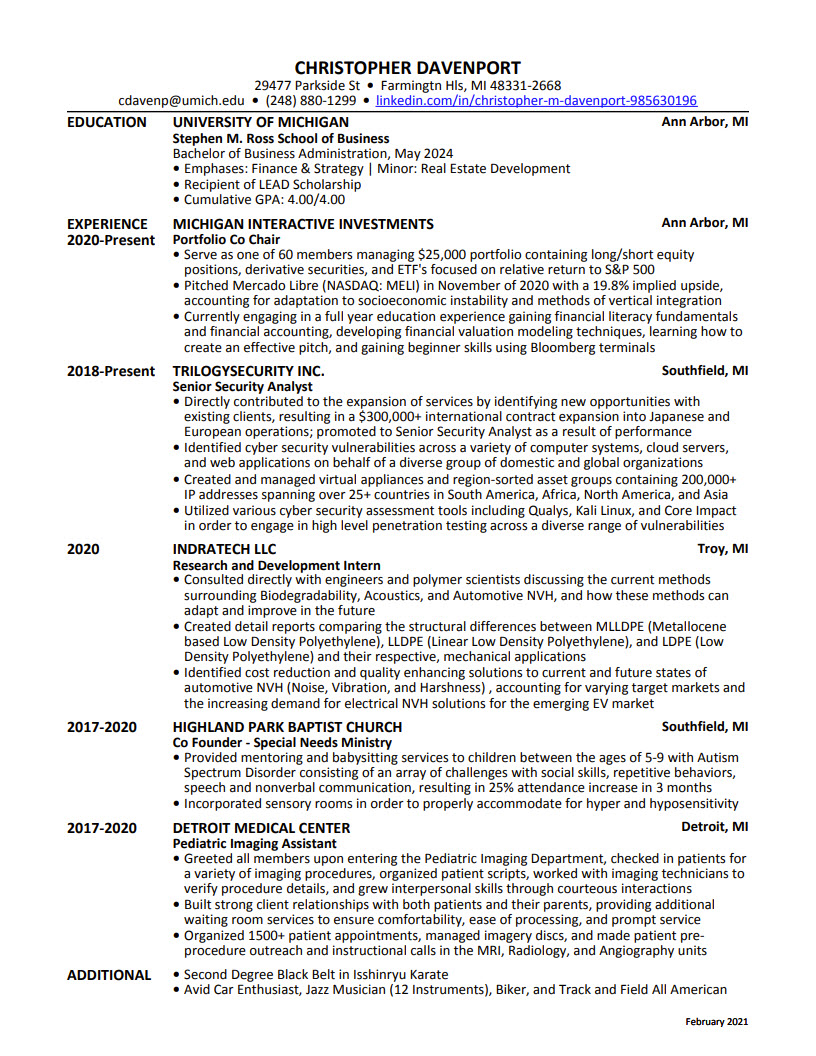 CHRISTOPHER DAVENPORT
29477 Parkside St • Farmingtn Hls, MI 48331-2668
cdavenp@umich.edu • (248) 880-1299 • linkedin.com/in/christopher-m-davenport-985630196
EDUCATION UNIVERSITY OF MICHIGAN Ann Arbor, MI
Stephen M. Ross School of Business
Bachelor of Business Administration, May 2024
• Emphases: Finance & Strategy | Minor: Real Estate Development
• Recipient of LEAD Scholarship
• Cumulative GPA: 4.00/4.00
EXPERIENCE MICHIGAN INTERACTIVE INVESTMENTS Ann Arbor, MI
2020-Present Portfolio Co Chair
• Serve as one of 60 members managing $25,000 portfolio containing long/short equity
positions, derivative securities, and ETF's focused on relative return to S&P 500
• Pitched Mercado Libre (NASDAQ: MELI) in November of 2020 with a 19.8% implied upside,
accounting for adaptation to socioeconomic instability and methods of vertical integration
• Currently engaging in a full year education experience gaining financial literacy fundamentals
and financial accounting, developing financial valuation modeling techniques, learning how to
create an effective pitch, and gaining beginner skills using Bloomberg terminals
2018-Present TRILOGYSECURITY INC. Southfield, MI
Senior Security Analyst
• Directly contributed to the expansion of services by identifying new opportunities with
existing clients, resulting in a $300,000+ international contract expansion into Japanese and
European operations; promoted to Senior Security Analyst as a result of performance
• Identified cyber security vulnerabilities across a variety of computer systems, cloud servers,
and web applications on behalf of a diverse group of domestic and global organizations
• Created and managed virtual appliances and region-sorted asset groups containing 200,000+
IP addresses spanning over 25+ countries in South America, Africa, North America, and Asia
• Utilized various cyber security assessment tools including Qualys, Kali Linux, and Core Impact
in order to engage in high level penetration testing across a diverse range of vulnerabilities
2020 INDRATECH LLC Troy, MI
Research and Development Intern
• Consulted directly with engineers and polymer scientists discussing the current methods
surrounding Biodegradability, Acoustics, and Automotive NVH, and how these methods can
adapt and improve in the future
• Created detail reports comparing the structural differences between MLLDPE (Metallocene
based Low Density Polyethylene), LLDPE (Linear Low Density Polyethylene), and LDPE (Low
Density Polyethylene) and their respective, mechanical applications
• Identified cost reduction and quality enhancing solutions to current and future states of
automotive NVH (Noise, Vibration, and Harshness) , accounting for varying target markets and
the increasing demand for electrical NVH solutions for the emerging EV market
2017-2020 HIGHLAND PARK BAPTIST CHURCH Southfield, MI
Co Founder - Special Needs Ministry
• Provided mentoring and babysitting services to children between the ages of 5-9 with Autism
Spectrum Disorder consisting of an array of challenges with social skills, repetitive behaviors,
speech and nonverbal communication, resulting in 25% attendance increase in 3 months
• Incorporated sensory rooms in order to properly accommodate for hyper and hyposensitivity
2017-2020 DETROIT MEDICAL CENTER Detroit, MI
Pediatric Imaging Assistant
• Greeted all members upon entering the Pediatric Imaging Department, checked in patients for
a variety of imaging procedures, organized patient scripts, worked with imaging technicians to
verify procedure details, and grew interpersonal skills through courteous interactions
• Built strong client relationships with both patients and their parents, providing additional
waiting room services to ensure comfortability, ease of processing, and prompt service
• Organized 1500+ patient appointments, managed imagery discs, and made patient pre-
procedure outreach and instructional calls in the MRI, Radiology, and Angiography units
ADDITIONAL • Second Degree Black Belt in Isshinryu Karate
• Avid Car Enthusiast, Jazz Musician (12 Instruments), Biker, and Track and Field All American
February 2021